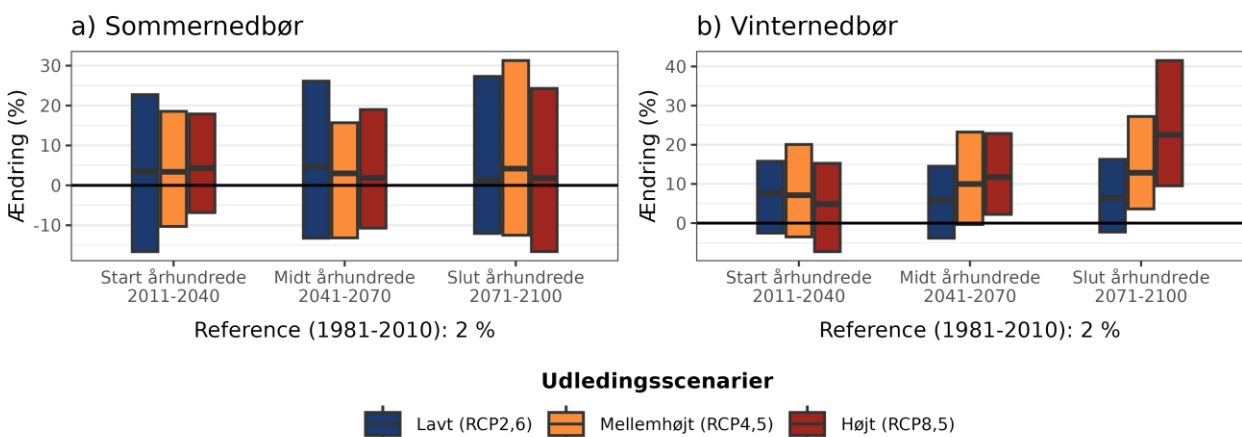 a) Sommernedbør
Ændring (%)
30
20
10
0
-10
Start århundrede
2011-2040
Midt århundrede
2041-2070
Slut århundrede
2071-2100
Reference (1981-2010): 2 %
b) Vinternedbør
Ændring (%)
40
30
20
10
0
Start århundrede
2011-2040
Midt århundrede
2041-2070
Slut århundrede
2071-2100
Reference (1981-2010): 2 %
Udledingsscenarier
Lavt (RCP2,6)
Mellemhøjt (RCP4,5)
Højt (RCP8,5)